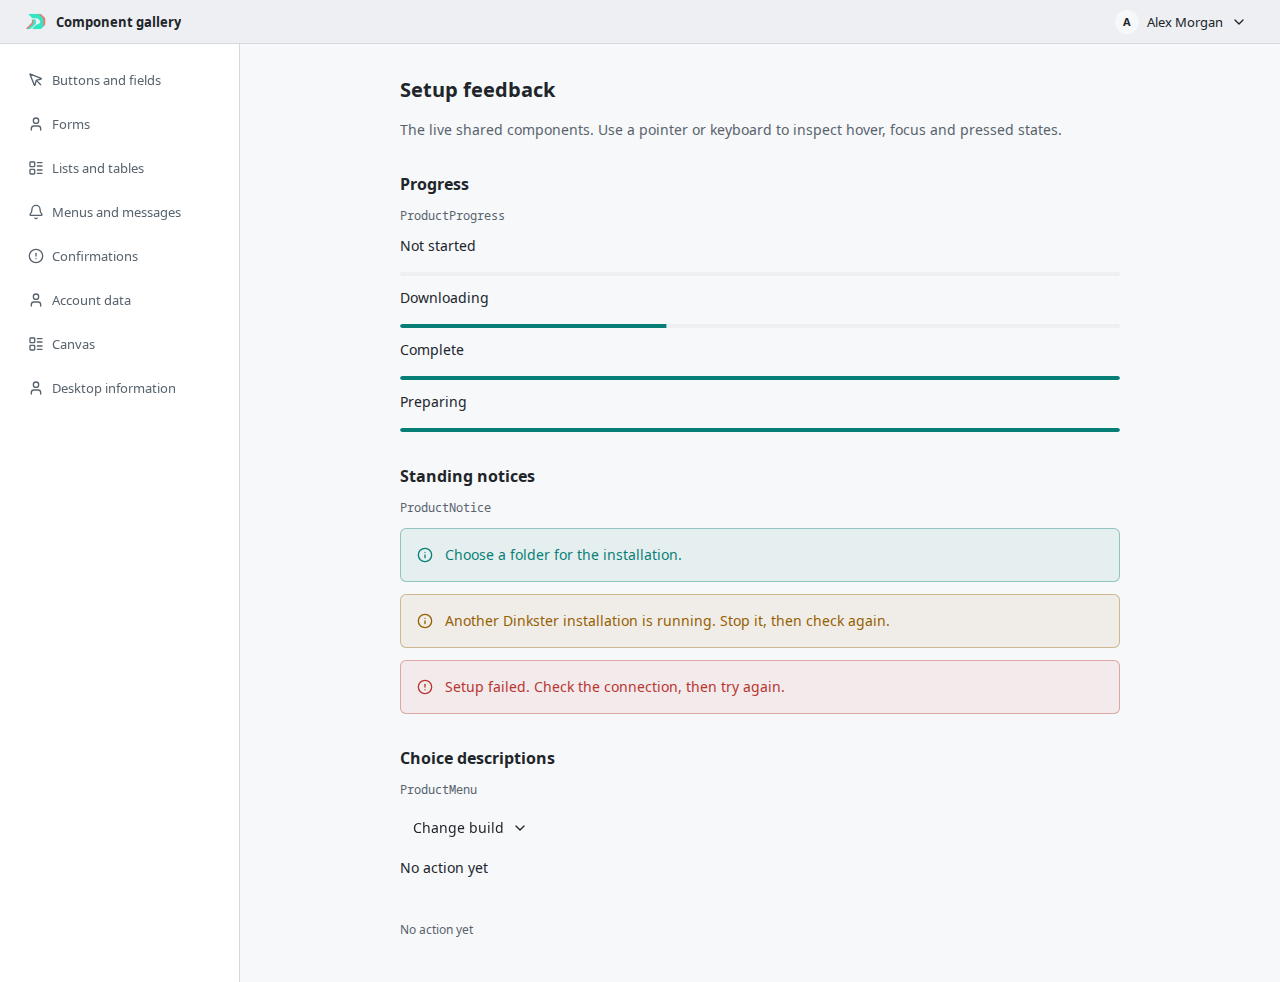 Component gallery
A
Alex Morgan
Buttons and fields
Forms
Lists and tables
Menus and messages
Confirmations
Account data
Canvas
Desktop information
Setup feedback
The live shared components. Use a pointer or keyboard to inspect hover, focus and pressed states.
Progress
ProductProgress
Not started
Downloading
Complete
Preparing
Standing notices
ProductNotice
Choose a folder for the installation.
Another Dinkster installation is running. Stop it, then check again.
Setup failed. Check the connection, then try again.
Choice descriptions
ProductMenu
Change build
No action yet
No action yet